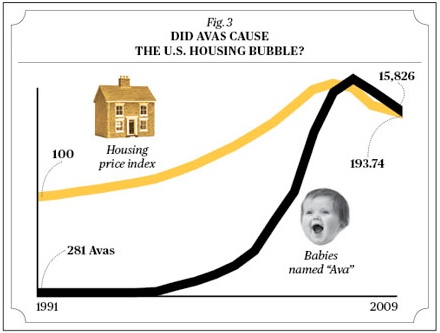 Fig. 3
DID AVAS CAUSE
THE U.S. HOUSING BUBBLE?
15,826
100
Housing
price index
193.74
281 Avas
Babies
named "Ava"
1991
2009